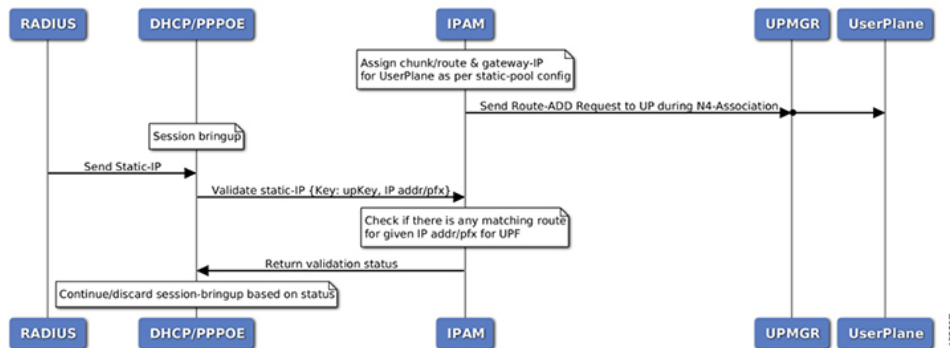 RADIUS
DHCP/PPPOE
IPAM
UPMGR
UserPlane
Assign chunk/route & gateway-IP
for UserPlane as per static-pool config
Send Route-ADD Request to UP during N4-Association
Session bringup
Send Static-IP
Validate static-IP {Key: upKey, IP addr/pfx}
Check if there is any matching route
for given IP addr/pfx for UPF
Return validation status
Continue/discard session-bringup based on status
RADIUS
DHCP/PPPOE
IPAM
UPMGR
UserPlane